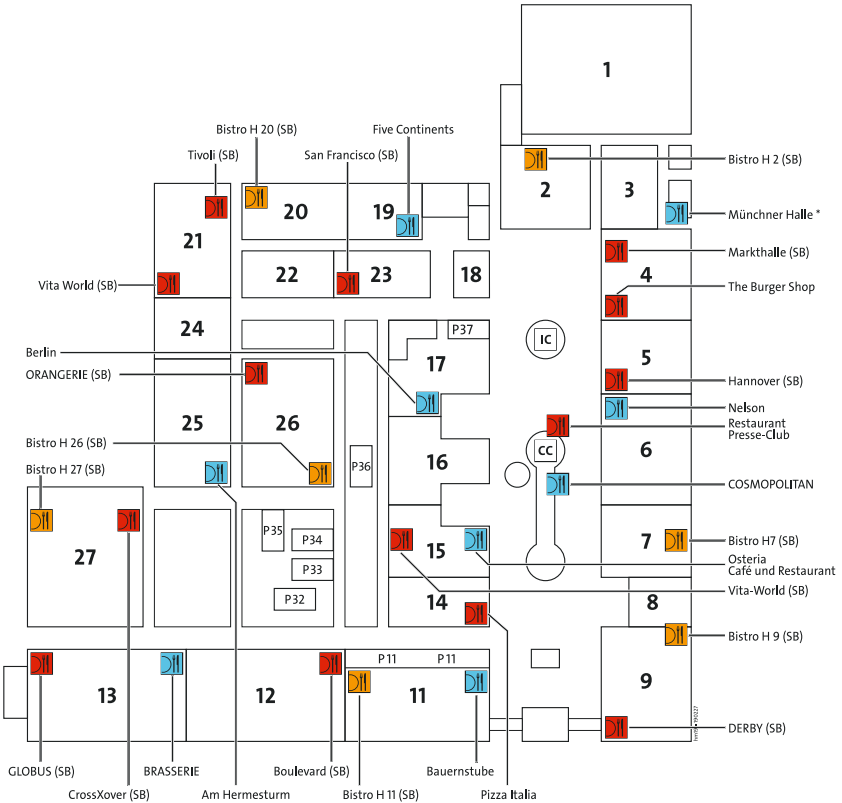 1
Bistro H 20 (SB)
Five Continents
Tivoli (SB)
San Francisco (SB)
Bistro H 2 (SB)
2
3
20
19
21
Münchner Halle *
Markthalle (SB)
22
23
18
4
Vita World (SB)
The Burger Shop
24
P37
IC
5
Berlin
17
ORANGERIE (SB)
Hannover (SB)
Nelson
25
26
Restaurant
Presse-Club
6
Bistro H 26 (SB)
CC
16
P36
Bistro H 27 (SB)
COSMOPOLITAN
P35
P34
27
15
7
Bistro H7 (SB)
Osteria
Café und Restaurant
P33
Vita-World (SB)
P32
14
8
Bistro H 9 (SB)
P11
P11
13
12
11
9
DERBY (SB)
GLOBUS (SB)
BRASSERIE
Boulevard (SB)
Bauernstube
CrossXover (SB)
Am Hermesturm
Bistro H 11 (SB)
Pizza Italia